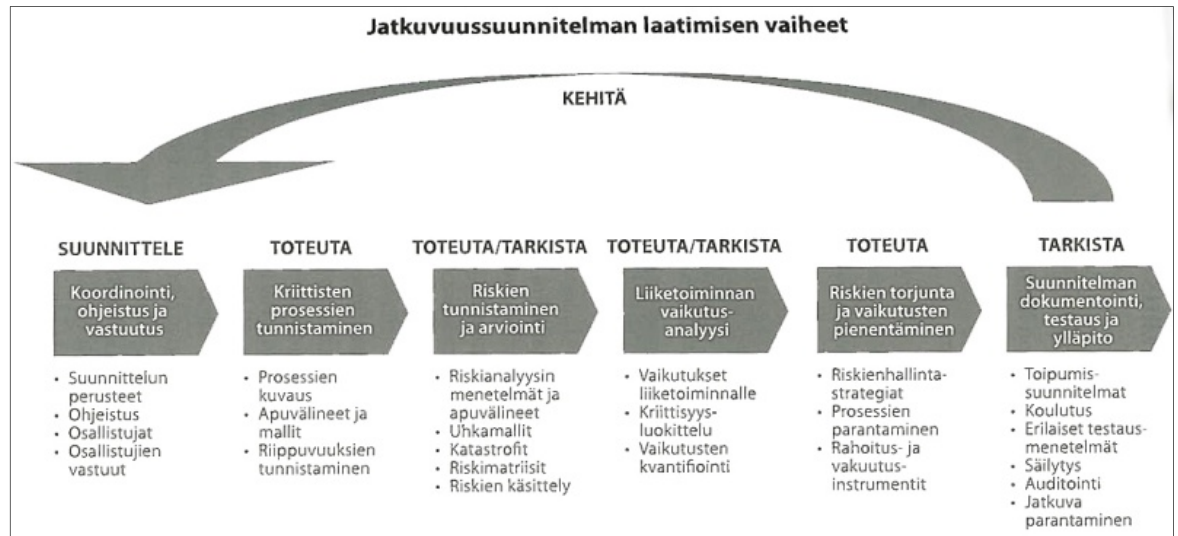 Jatkuvuussuunnitelman laatimisen vaiheet
KEHITÄ
SUUNNITTELE
Koordinointi,
ohjeistus ja
vastuutus
• Suunnittelun
perusteet
• Ohjeistus
• Osallistujat
• Osallistujien
vastuut
TOTEUTA
Kriittisten
prosessien
tunnistaminen
• Prosessien
kuvaus
• Apuvälineet ja
mallit
• Riippuvuuksien
tunnistaminen
TOTEUTA/TARKISTA
Riskien
tunnistaminen
ja arviointi
• Riskianalyysin
menetelmät ja
apuvälineet
• Uhkamallit
• Katastrofit
• Riskimatriisit
• Riskien käsittely
TOTEUTA/TARKISTA
Liiketoiminnan
vaikutus-
analyysi
• Vaikutukset
liiketoiminnalle
• Kriittisyys-
luokittelu
• Vaikutusten
kvantifiointi
TOTEUTA
Riskien torjunta
ja vaikutusten
pienentäminen
• Riskienhallinta-
strategiat
• Prosessien
parantaminen
• Rahoitus- ja
vakuutus-
instrumentit
TARKISTA
Suunnitelman
dokumentointi,
testaus ja
ylläpito
• Toipumis-
suunnitelmat
• Koulutus
• Erilaiset testaus-
menetelmät
• Säilytys
• Auditointi
• Jatkuva
parantaminen